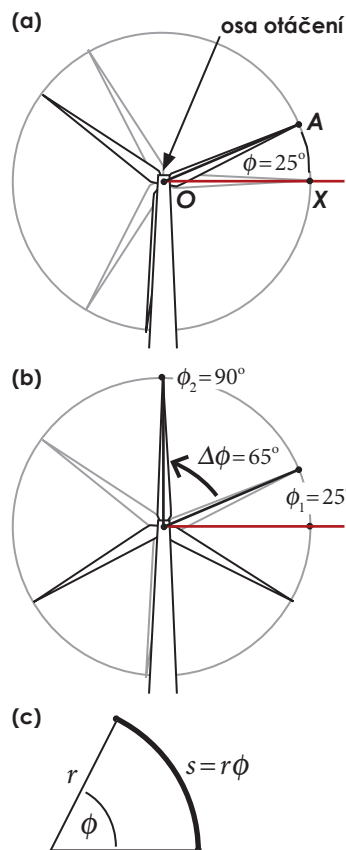 (a)
osa otáčení
A
ϕ=25°
O
X
(b)
ϕ₂=90°
Δϕ=65°
ϕ₁=25°
(c)
r
s=rϕ
ϕ